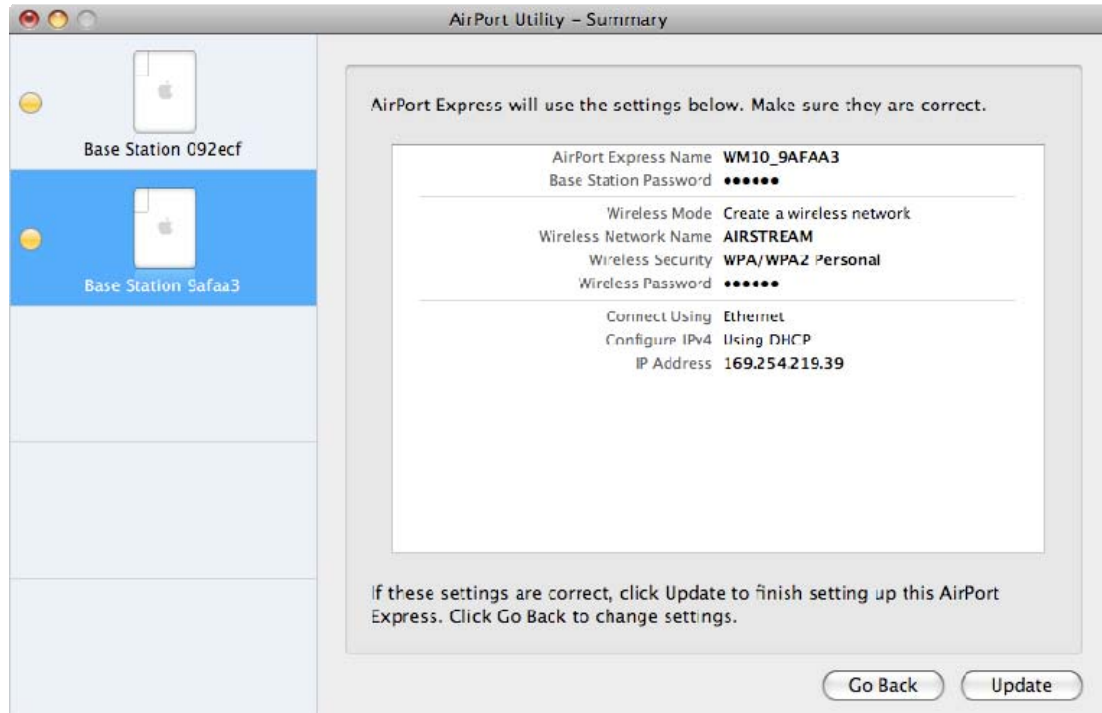 AirPort Utility – Summary
Base Station 092ecf
Base Station 9afaa3
AirPort Express will use the settings below. Make sure they are correct.
AirPort Express Name WM10_9AFAA3
Base Station Password ••••••
Wireless Mode Create a wireless network
Wireless Network Name AIRSTREAM
Wireless Security WPA/WPA2 Personal
Wireless Password ••••••
Connect Using Ethernet
Configure IPv4 Using DHCP
IP Address 169.254.219.39
If these settings are correct, click Update to finish setting up this AirPort
Express. Click Go Back to change settings.
Go Back Update